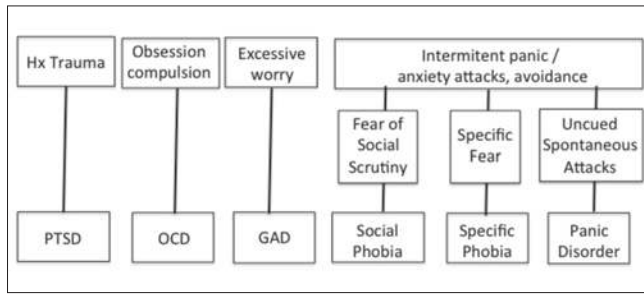 Hx Trauma
Obsession
compulsion
Excessive
worry
Intermitent panic /
anxiety attacks, avoidance
Fear of
Social
Scrutiny
Specific
Fear
Uncued
Spontaneous
Attacks
PTSD
OCD
GAD
Social
Phobia
Specific
Phobia
Panic
Disorder